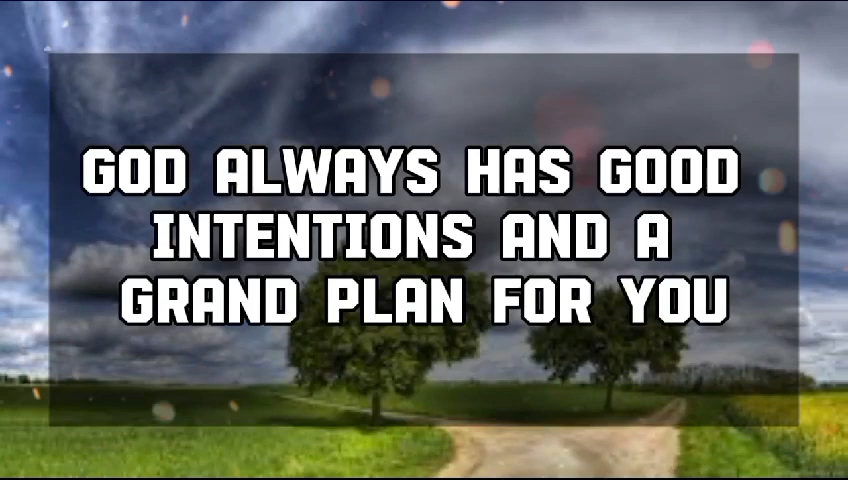 GOD ALWAYS HAS GOOD
INTENTIONS AND A
GRAND PLAN FOR YOU